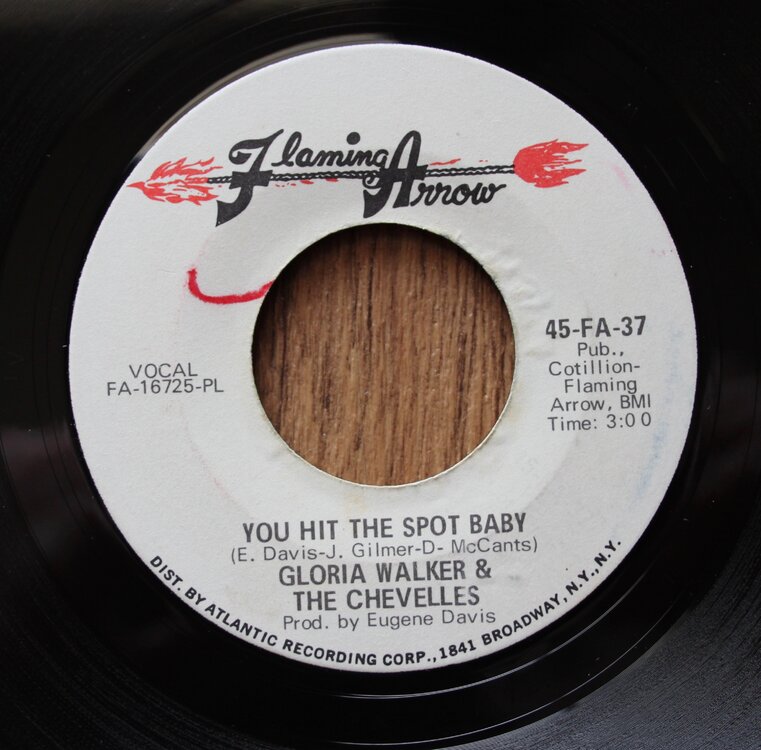 Flaming Arrow
VOCAL
FA-16725-PL
45-FA-37
Pub.,
Cotillion-
Flaming
Arrow, BMI
Time: 3:00
YOU HIT THE SPOT BABY
(E. Davis-J. Gilmer-D- McCants)
GLORIA WALKER &
THE CHEVELLES
Prod. by Eugene Davis
DIST. BY ATLANTIC RECORDING CORP., 1841 BROADWAY, N.Y., N.Y.